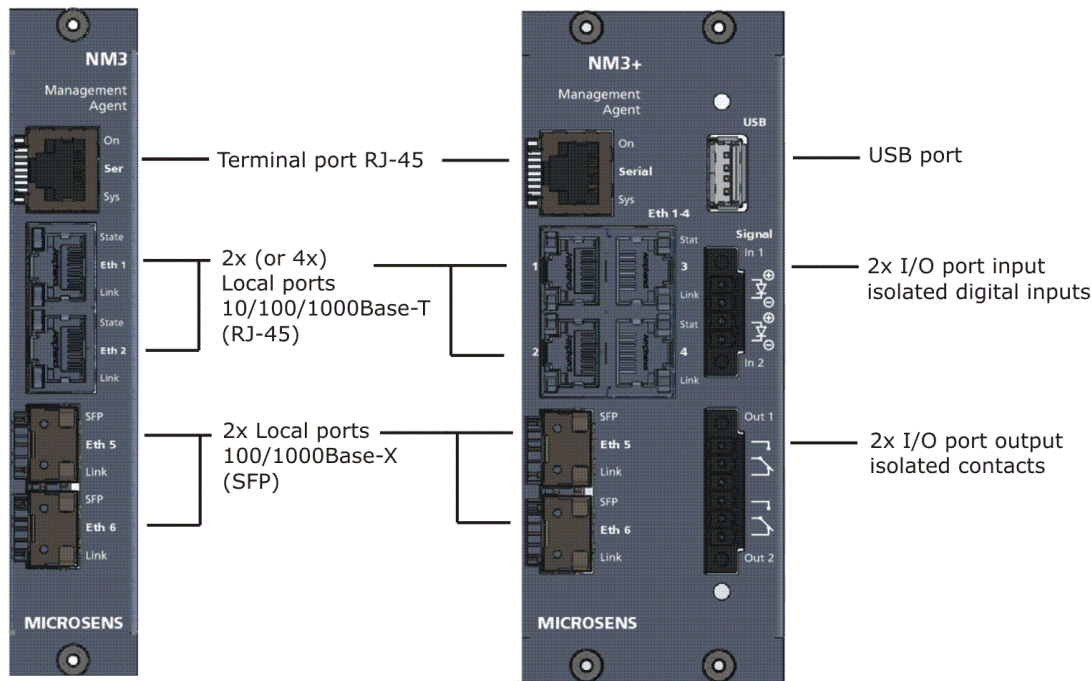 NM3
Management
Agent
On
Ser
Sys
State
Eth 1
Link
State
Eth 2
Link
SFP
Eth 5
Link
SFP
Eth 6
Link
MICROSENS
Terminal port RJ-45
2x (or 4x)
Local ports
10/100/1000Base-T
(RJ-45)
2x Local ports
100/1000Base-X
(SFP)
NM3+
Management
Agent
On
Serial
Sys
Eth 1-4
1
2
Stat
3
Link
Stat
4
Link
SFP
Eth 5
Link
SFP
Eth 6
Link
MICROSENS
USB
Signal
In 1
In 2
Out 1
Out 2
USB port
2x I/O port input
isolated digital inputs
2x I/O port output
isolated contacts